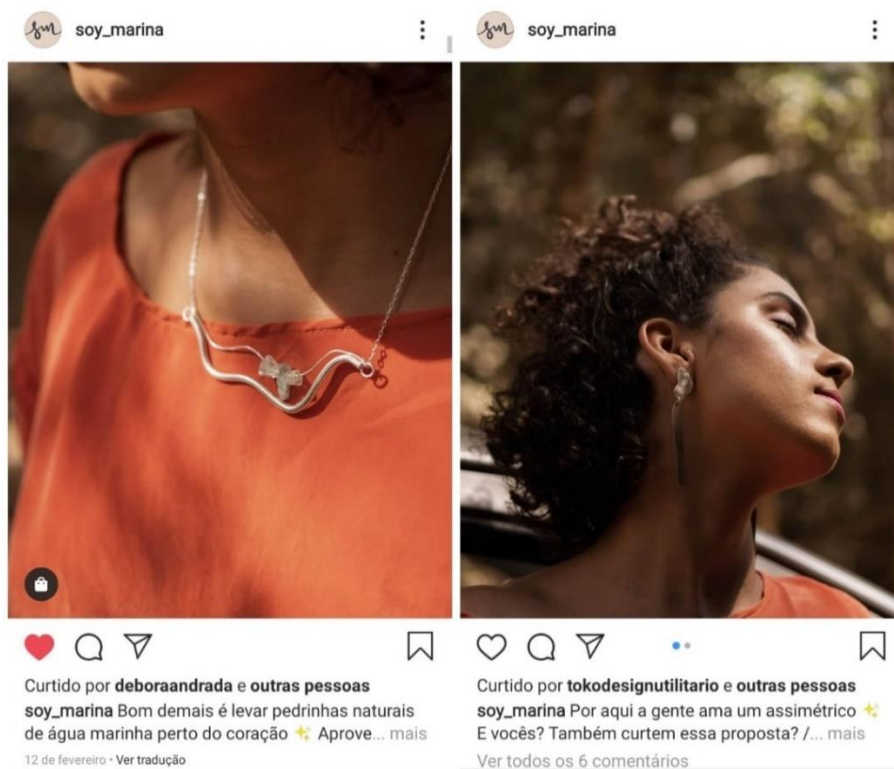 sm soy_marina
Curtido por deboraandrada e outras pessoas
soy_marina Bom demais é levar pedrinhas naturais
de água marinha perto do coração ✨ Aprove... mais
12 de fevereiro • Ver tradução
sm soy_marina
Curtido por tokodesignutilitario e outras pessoas
soy_marina Por aqui a gente ama um assimétrico ✨
E vocês? Também curtem essa proposta? /... mais
Ver todos os 6 comentários